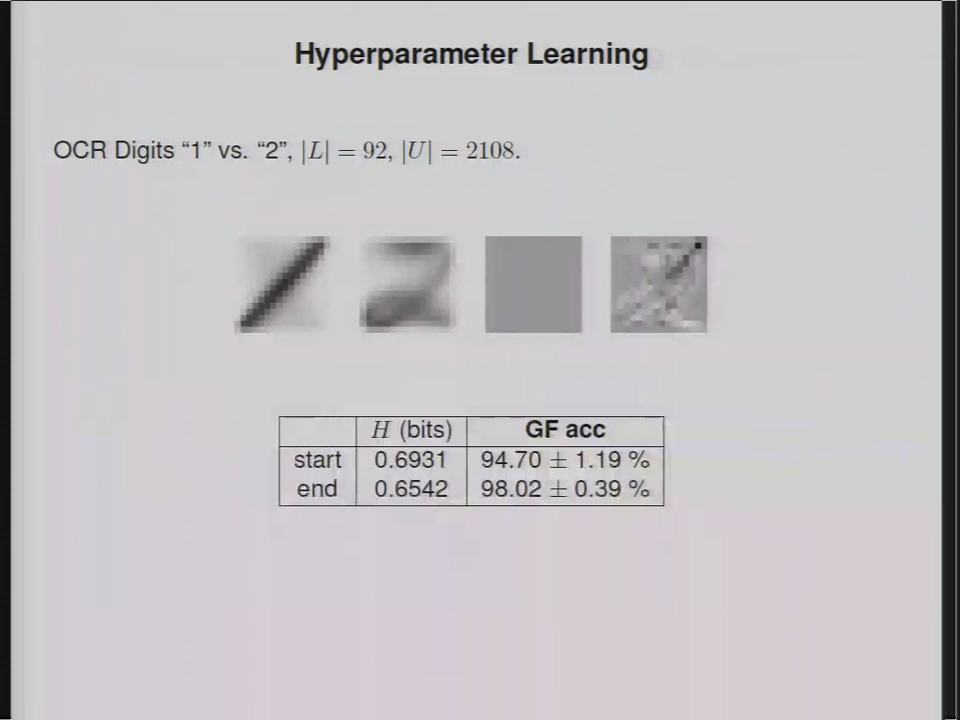 Hyperparameter Learning
OCR Digits “1” vs. “2”, |L| = 92, |U| = 2108.
H (bits) GF acc
start 0.6931 94.70 ± 1.19 %
end 0.6542 98.02 ± 0.39 %